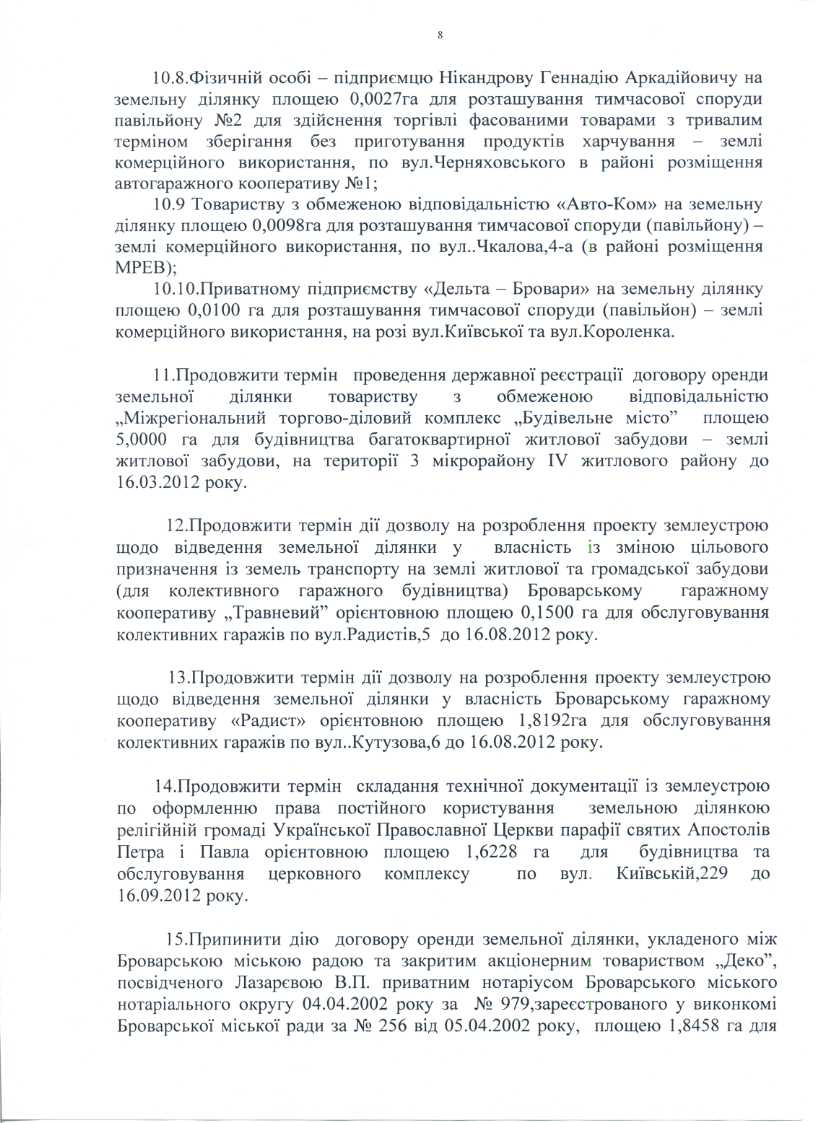 8
10.8.Фізичній особі – підприємцю Нікандрову Геннадію Аркадійовичу на
земельну ділянку площею 0,0027га для розташування тимчасової споруди
павільйону №2 для здійснення торгівлі фасованими товарами з тривалим
терміном зберігання без приготування продуктів харчування – землі
комерційного використання, по вул.Черняховського в районі розміщення
автогаражного кооперативу №1;
10.9 Товариству з обмеженою відповідальністю «Авто-Ком» на земельну
ділянку площею 0,0098га для розташування тимчасової споруди (павільйону) –
землі комерційного використання, по вул..Чкалова,4-а (в районі розміщення
МРЕВ);
10.10.Приватному підприємству «Дельта – Бровари» на земельну ділянку
площею 0,0100 га для розташування тимчасової споруди (павільйон) – землі
комерційного використання, на розі вул.Київської та вул.Короленка.
11.Продовжити термін проведення державної реєстрації договору оренди
земельної ділянки товариству з обмеженою відповідальністю
„Міжрегіональний торгово-діловий комплекс „Будівельне місто” площею
5,0000 га для будівництва багатоквартирної житлової забудови – землі
житлової забудови, на території 3 мікрорайону IV житлового району до
16.03.2012 року.
12.Продовжити термін дії дозволу на розроблення проекту землеустрою
щодо відведення земельної ділянки у власність із зміною цільового
призначення із земель транспорту на землі житлової та громадської забудови
(для колективного гаражного будівництва) Броварському гаражному
кооперативу „Травневий” орієнтовною площею 0,1500 га для обслуговування
колективних гаражів по вул.Радистів,5 до 16.08.2012 року.
13.Продовжити термін дії дозволу на розроблення проекту землеустрою
щодо відведення земельної ділянки у власність Броварському гаражному
кооперативу «Радист» орієнтовною площею 1,8192га для обслуговування
колективних гаражів по вул..Кутузова,6 до 16.08.2012 року.
14.Продовжити термін складання технічної документації із землеустрою
по оформленню права постійного користування земельною ділянкою
релігійній громаді Української Православної Церкви парафії святих Апостолів
Петра і Павла орієнтовною площею 1,6228 га для будівництва та
обслуговування церковного комплексу по вул. Київській,229 до
16.09.2012 року.
15.Припинити дію договору оренди земельної ділянки, укладеного між
Броварською міською радою та закритим акціонерним товариством „Деко”,
посвідченого Лазарєвою В.П. приватним нотаріусом Броварського міського
нотаріального округу 04.04.2002 року за № 979,зареєстрованого у виконкомі
Броварської міської ради за № 256 від 05.04.2002 року, площею 1,8458 га для